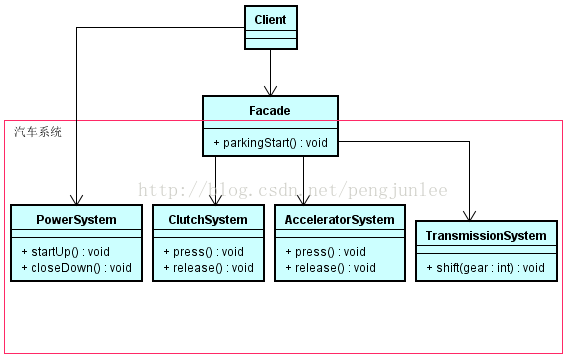 Client
Facade
+ parkingStart() : void
汽车系统
http://blog.csdn.net/pengjunlee
PowerSystem
+ startUp() : void
+ closeDown() : void
ClutchSystem
+ press() : void
+ release() : void
AcceleratorSystem
+ press() : void
+ release() : void
TransmissionSystem
+ shift(gear : int) : void